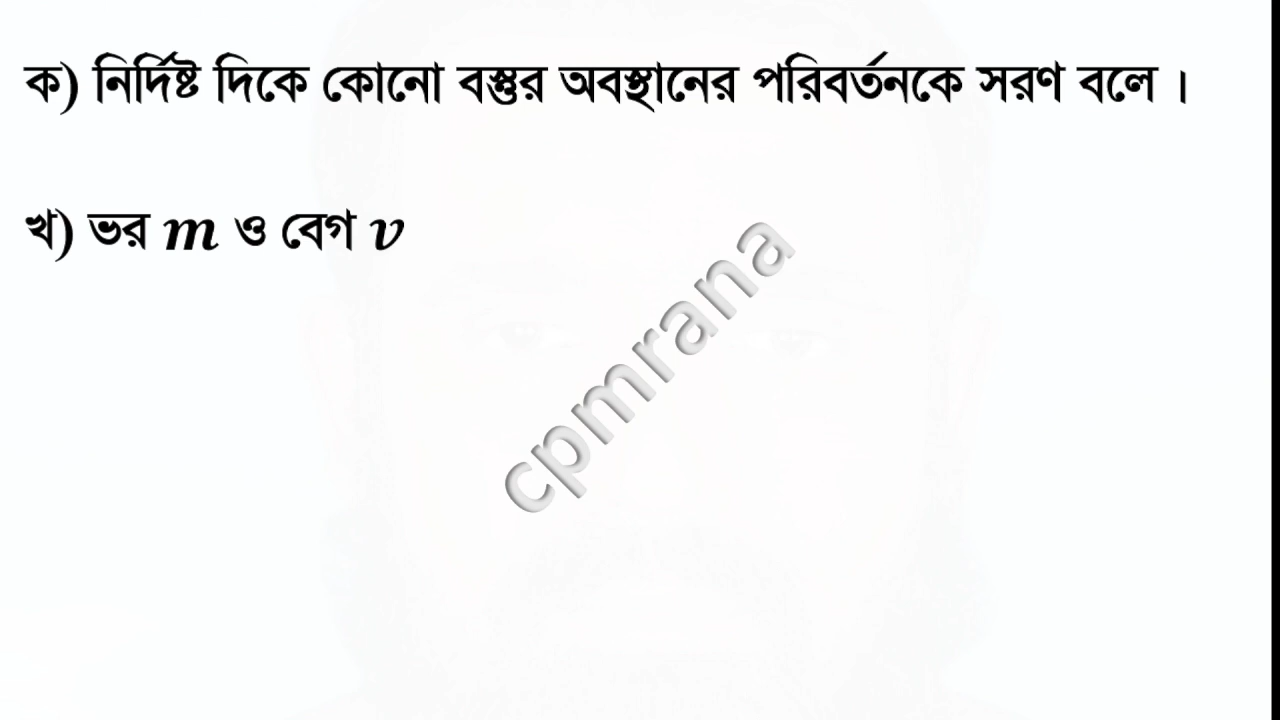 ক) নির্দিষ্ট দিকে কোনো বস্তুর অবস্থানের পরিবর্তনকে সরণ বলে ।
খ) ভর m ও বেগ v
cpmrana